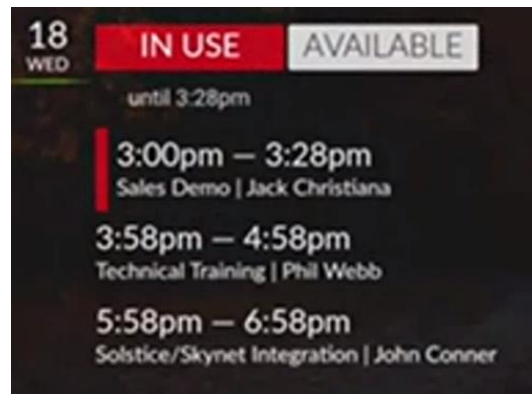 18
WED
IN USE
AVAILABLE
until 3:28pm
3:00pm — 3:28pm
Sales Demo | Jack Christiana
3:58pm — 4:58pm
Technical Training | Phil Webb
5:58pm — 6:58pm
Solstice/Skynet Integration | John Conner